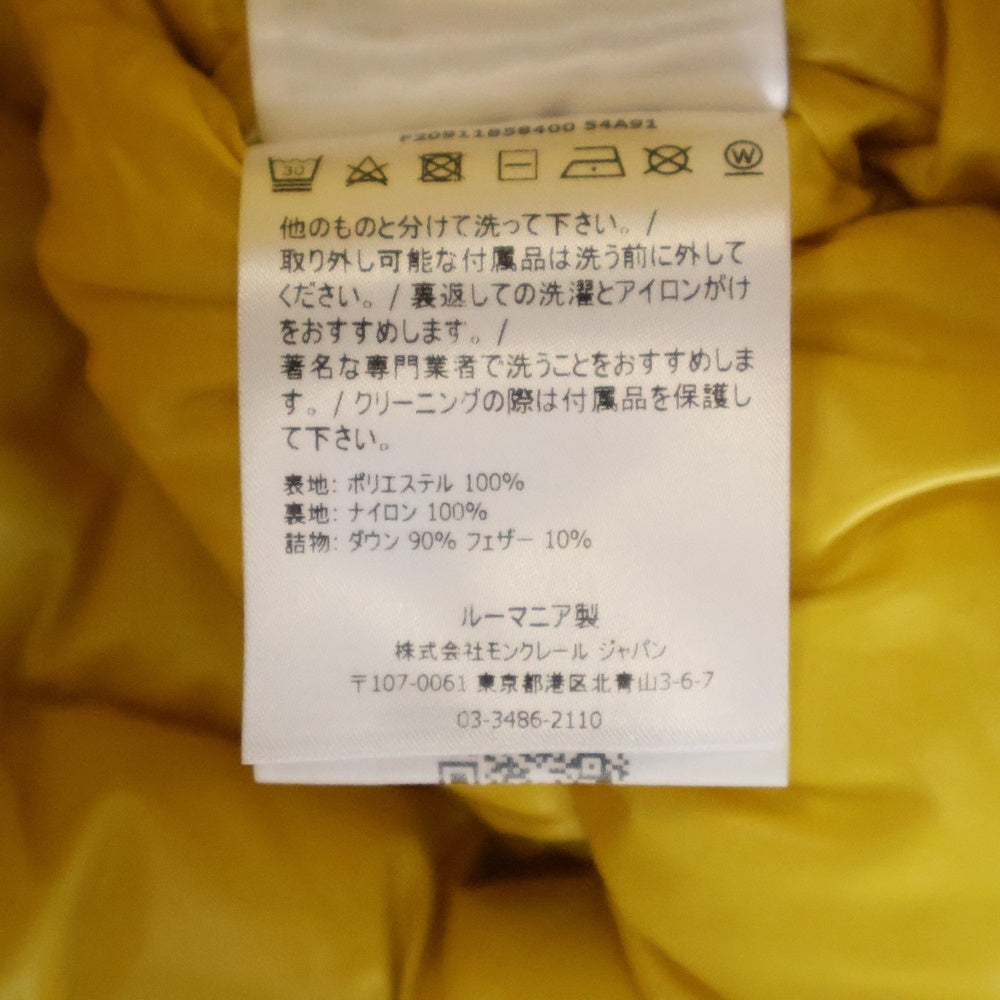 F20911B58400 54A91
30
W
他のものと分けて洗って下さい。/
取り外し可能な付属品は洗う前に外して
ください。/ 裏返しての洗濯とアイロンがけ
をおすすめします。/
著名な専門業者で洗うことをおすすめしま
す。/ クリーニングの際は付属品を保護し
て下さい。
表地: ポリエステル 100%
裏地: ナイロン 100%
詰物: ダウン 90% フェザー 10%
ルーマニア製
株式会社モンクレール ジャパン
〒107-0061 東京都港区北青山3-6-7
03-3486-2110